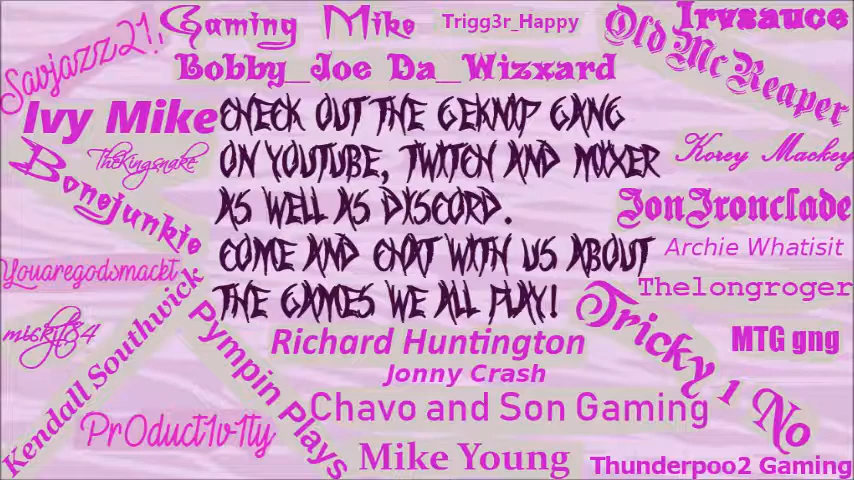 Savjazz21,
Gaming Mike
Trigg3r_Happy
Old McReaper
Irvsauce
Bobby_Joe Da_Wizxard
Ivy Mike
CHECK OUT THE GEKNIP GANG
ON YOUTUBE, TWITCH AND MIXER
AS WELL AS DISCORD.
COME AND CHAT WITH US ABOUT
THE GAMES WE ALL PLAY!
TheKingsnake
Bonejunkie
Korey Mackey
JonIronclade
Archie Whatisit
Youaregodsmackt
Thelongroger
Kendall Southwick
Pympin Plays
Richard Huntington
Tricky 1
MTG gng
Jonny Crash
Chavo and Son Gaming
No
Pr0duct1v1ty
Mike Young
Thunderpoo2 Gaming